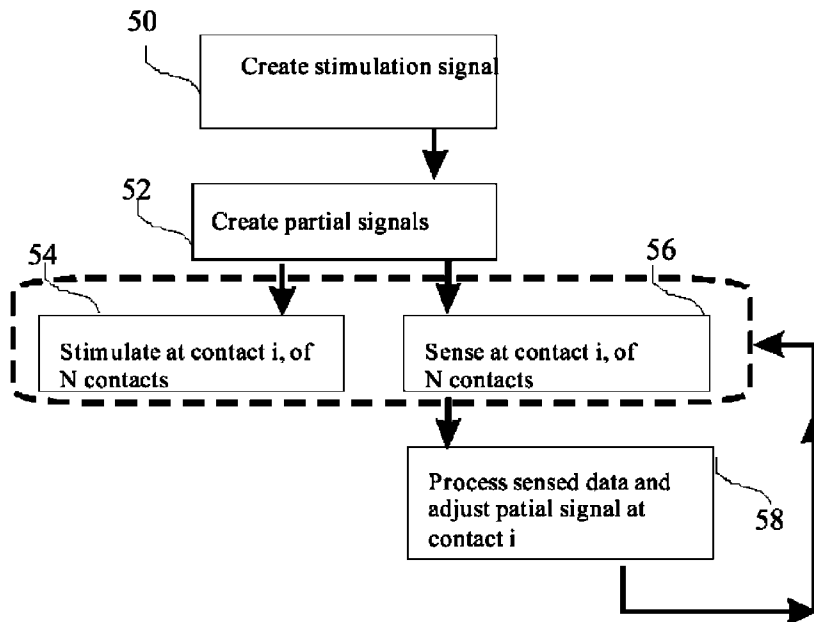 50
Create stimulation signal
52
Create partial signals
54
56
Stimulate at contact i, of
N contacts
Sense at contact i, of
N contacts
Process sensed data and
adjust patial signal at
contact i
58